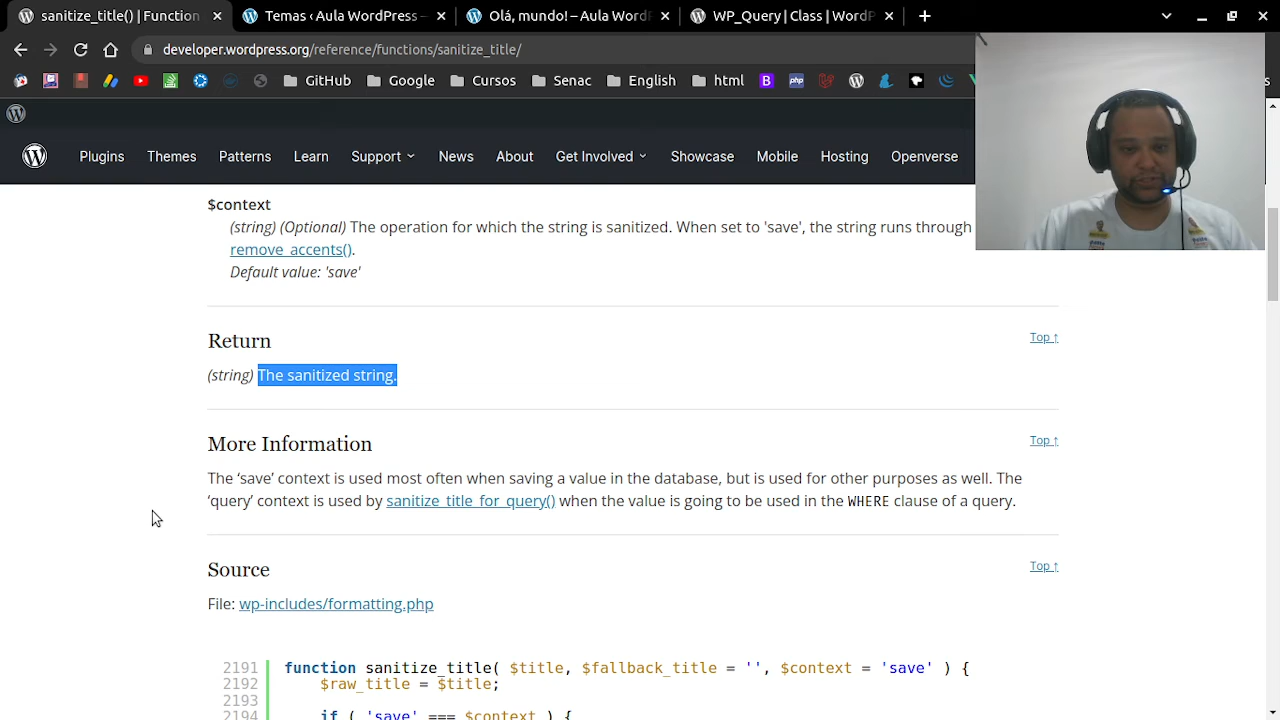 sanitize_title() | Function
Temas ‹ Aula WordPress –
Olá, mundo! – Aula WordP
WP_Query | Class | WordP
developer.wordpress.org/reference/functions/sanitize_title/
GitHub
Google
Cursos
Senac
English
html
Plugins
Themes
Patterns
Learn
Support
News
About
Get Involved
Showcase
Mobile
Hosting
Openverse
$context
(string) (Optional) The operation for which the string is sanitized. When set to 'save', the string runs through
remove_accents().
Default value: 'save'
Return
Top ↑
(string) The sanitized string.
More Information
Top ↑
The ‘save’ context is used most often when saving a value in the database, but is used for other purposes as well. The
‘query’ context is used by sanitize_title_for_query() when the value is going to be used in the WHERE clause of a query.
Source
Top ↑
File: wp-includes/formatting.php
2191 function sanitize_title( $title, $fallback_title = '', $context = 'save' ) {
2192 $raw_title = $title;
2193
2194 if ( 'save' === $context ) {